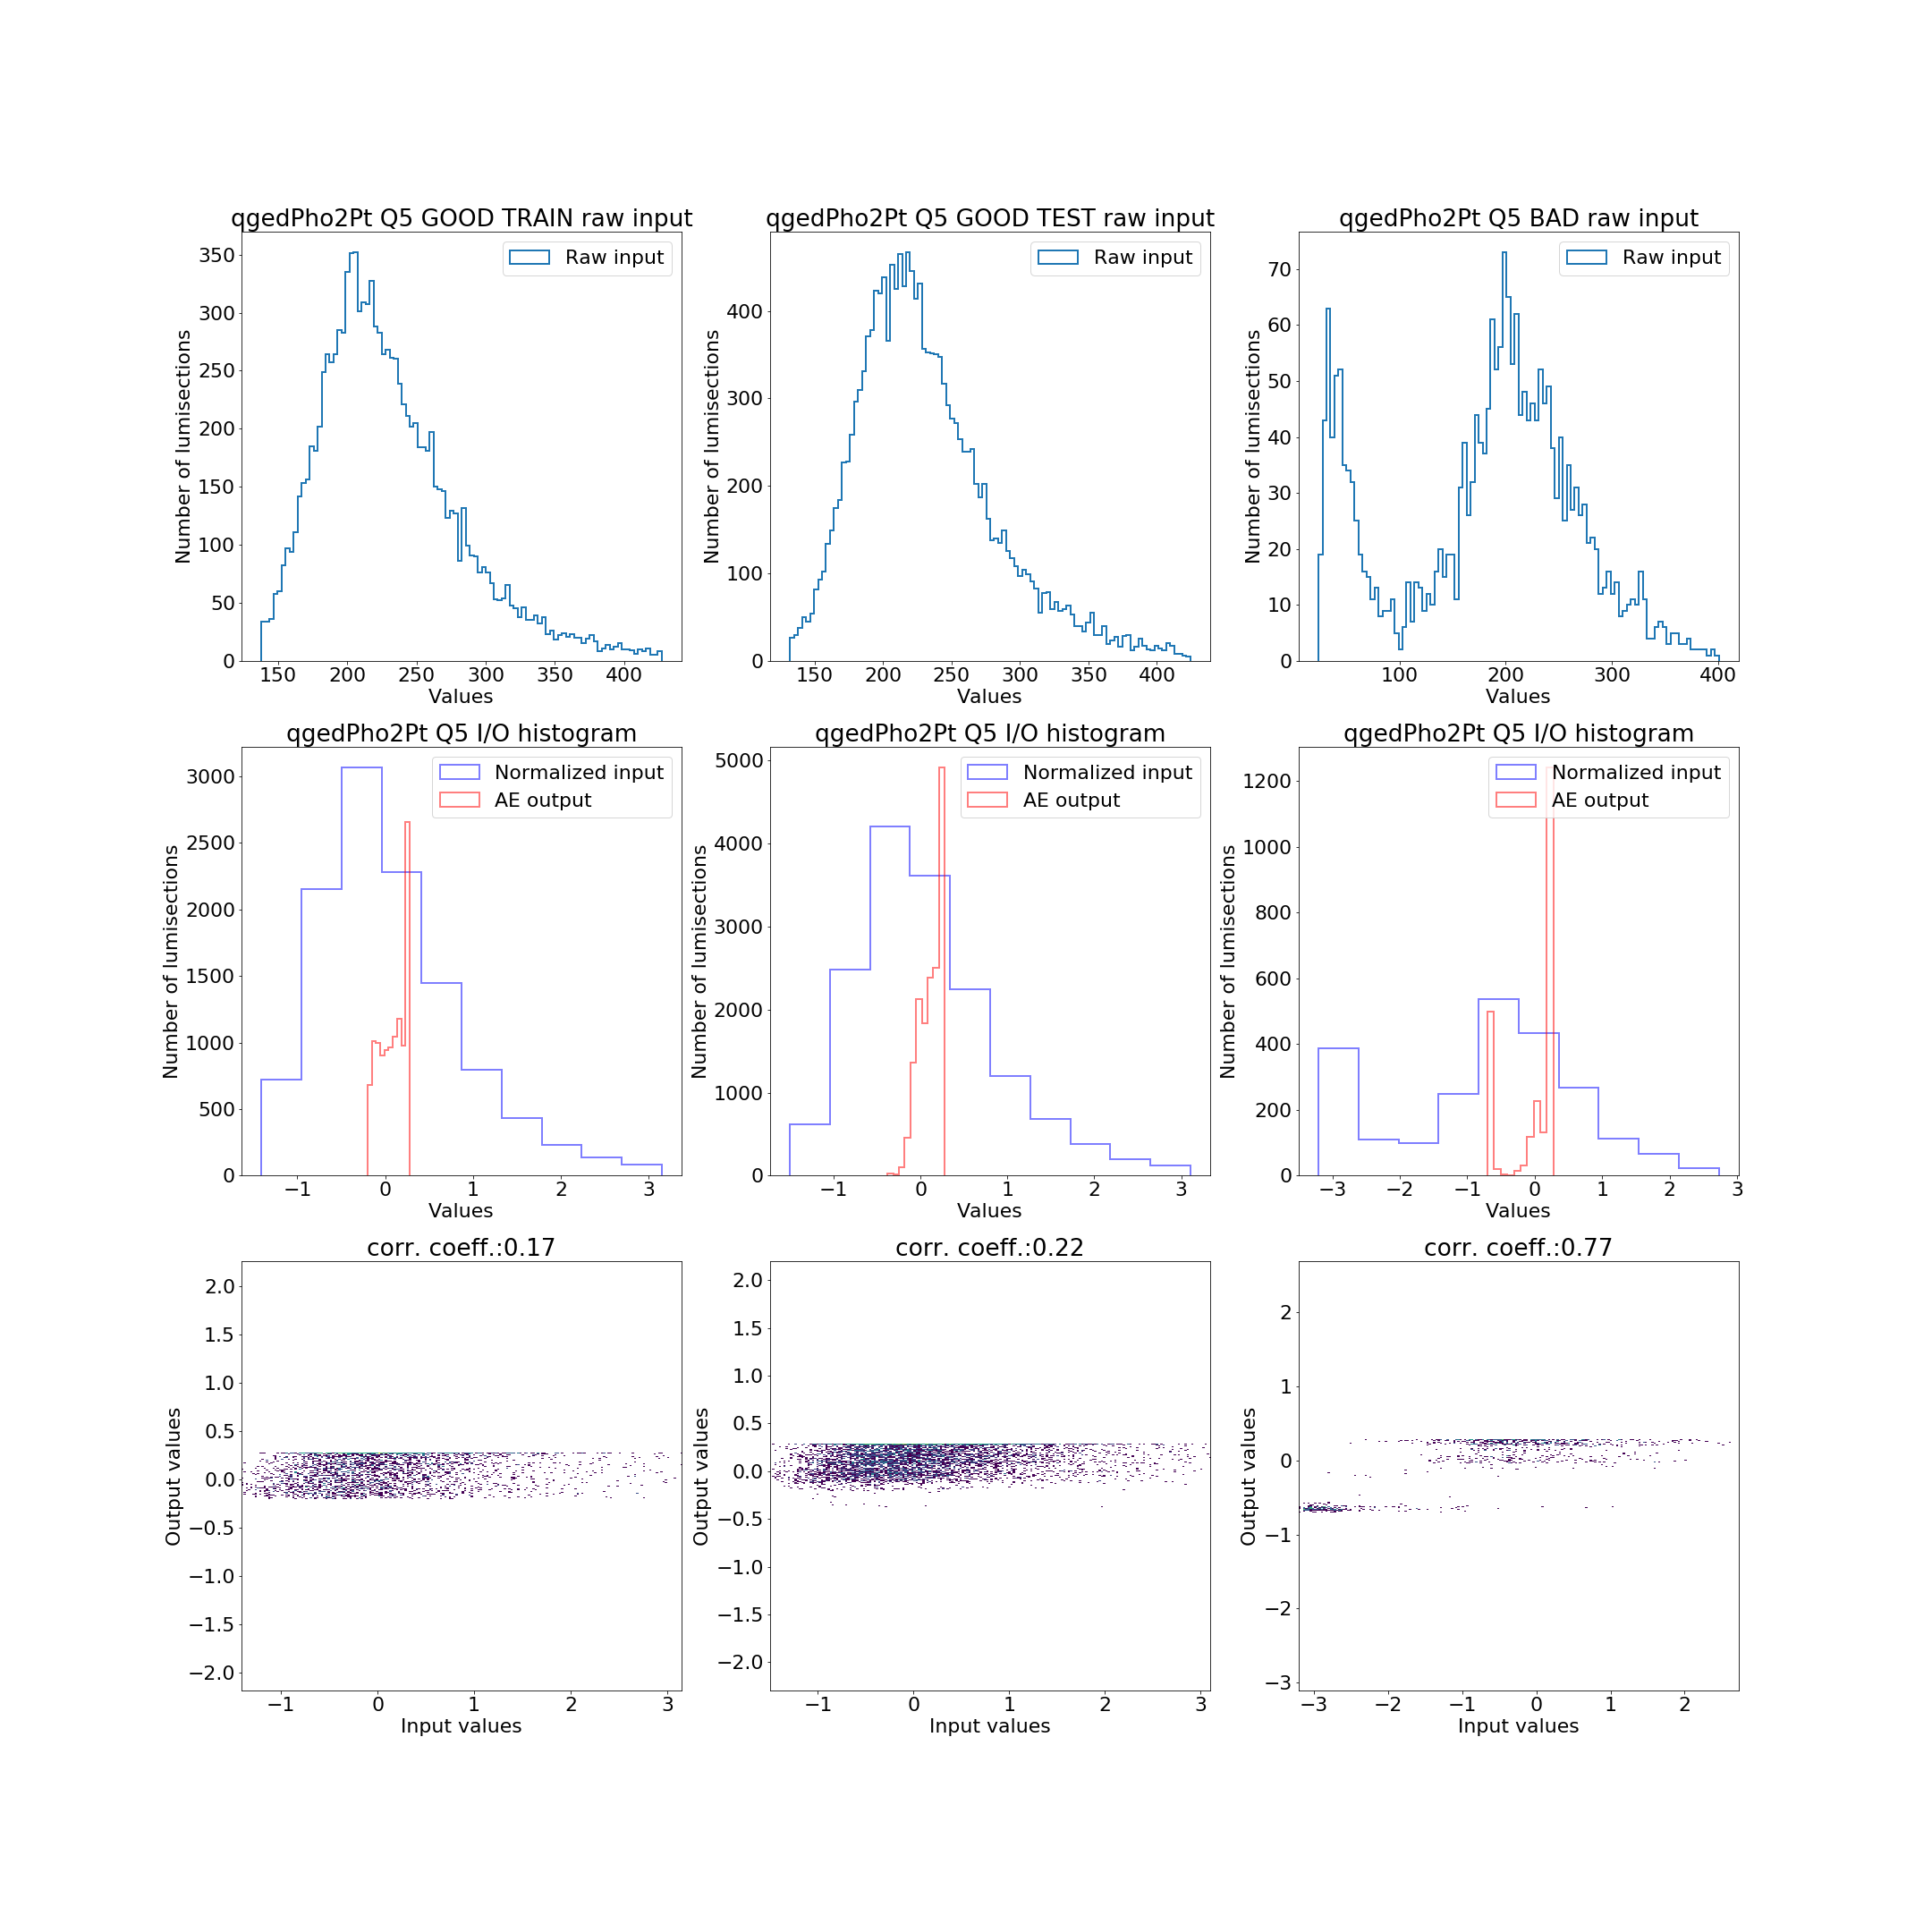 qgedPho2Pt Q5 GOOD TRAIN raw input
Number of lumisections
350
300
250
200
150
100
50
0
Raw input
150 200 250 300 350 400
Values
qgedPho2Pt Q5 GOOD TEST raw input
Number of lumisections
400
300
200
100
0
Raw input
150 200 250 300 350 400
Values
qgedPho2Pt Q5 BAD raw input
Number of lumisections
70
60
50
40
30
20
10
0
Raw input
100 200 300 400
Values
qgedPho2Pt Q5 I/O histogram
Number of lumisections
3000
2500
2000
1500
1000
500
0
Normalized input
AE output
−1 0 1 2 3
Values
qgedPho2Pt Q5 I/O histogram
Number of lumisections
5000
4000
3000
2000
1000
0
Normalized input
AE output
−1 0 1 2 3
Values
qgedPho2Pt Q5 I/O histogram
Number of lumisections
1200
1000
800
600
400
200
0
Normalized input
AE output
−3 −2 −1 0 1 2 3
Values
corr. coeff.:0.17
Output values
2.0
1.5
1.0
0.5
0.0
−0.5
−1.0
−1.5
−2.0
−1 0 1 2 3
Input values
corr. coeff.:0.22
Output values
2.0
1.5
1.0
0.5
0.0
−0.5
−1.0
−1.5
−2.0
−1 0 1 2 3
Input values
corr. coeff.:0.77
Output values
2
1
0
−1
−2
−3
−3 −2 −1 0 1 2
Input values